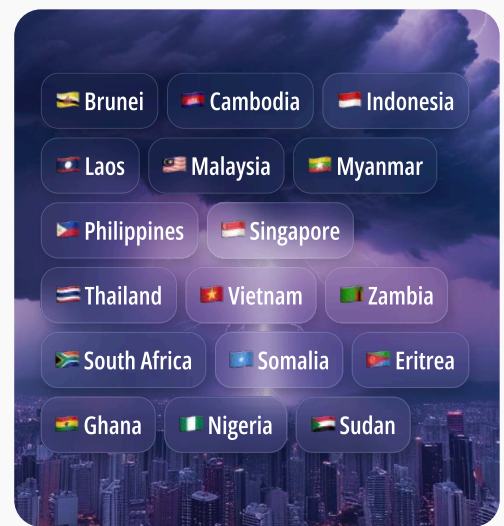 Brunei Cambodia Indonesia
Laos Malaysia Myanmar
Philippines Singapore
Thailand Vietnam Zambia
South Africa Somalia Eritrea
Ghana Nigeria Sudan